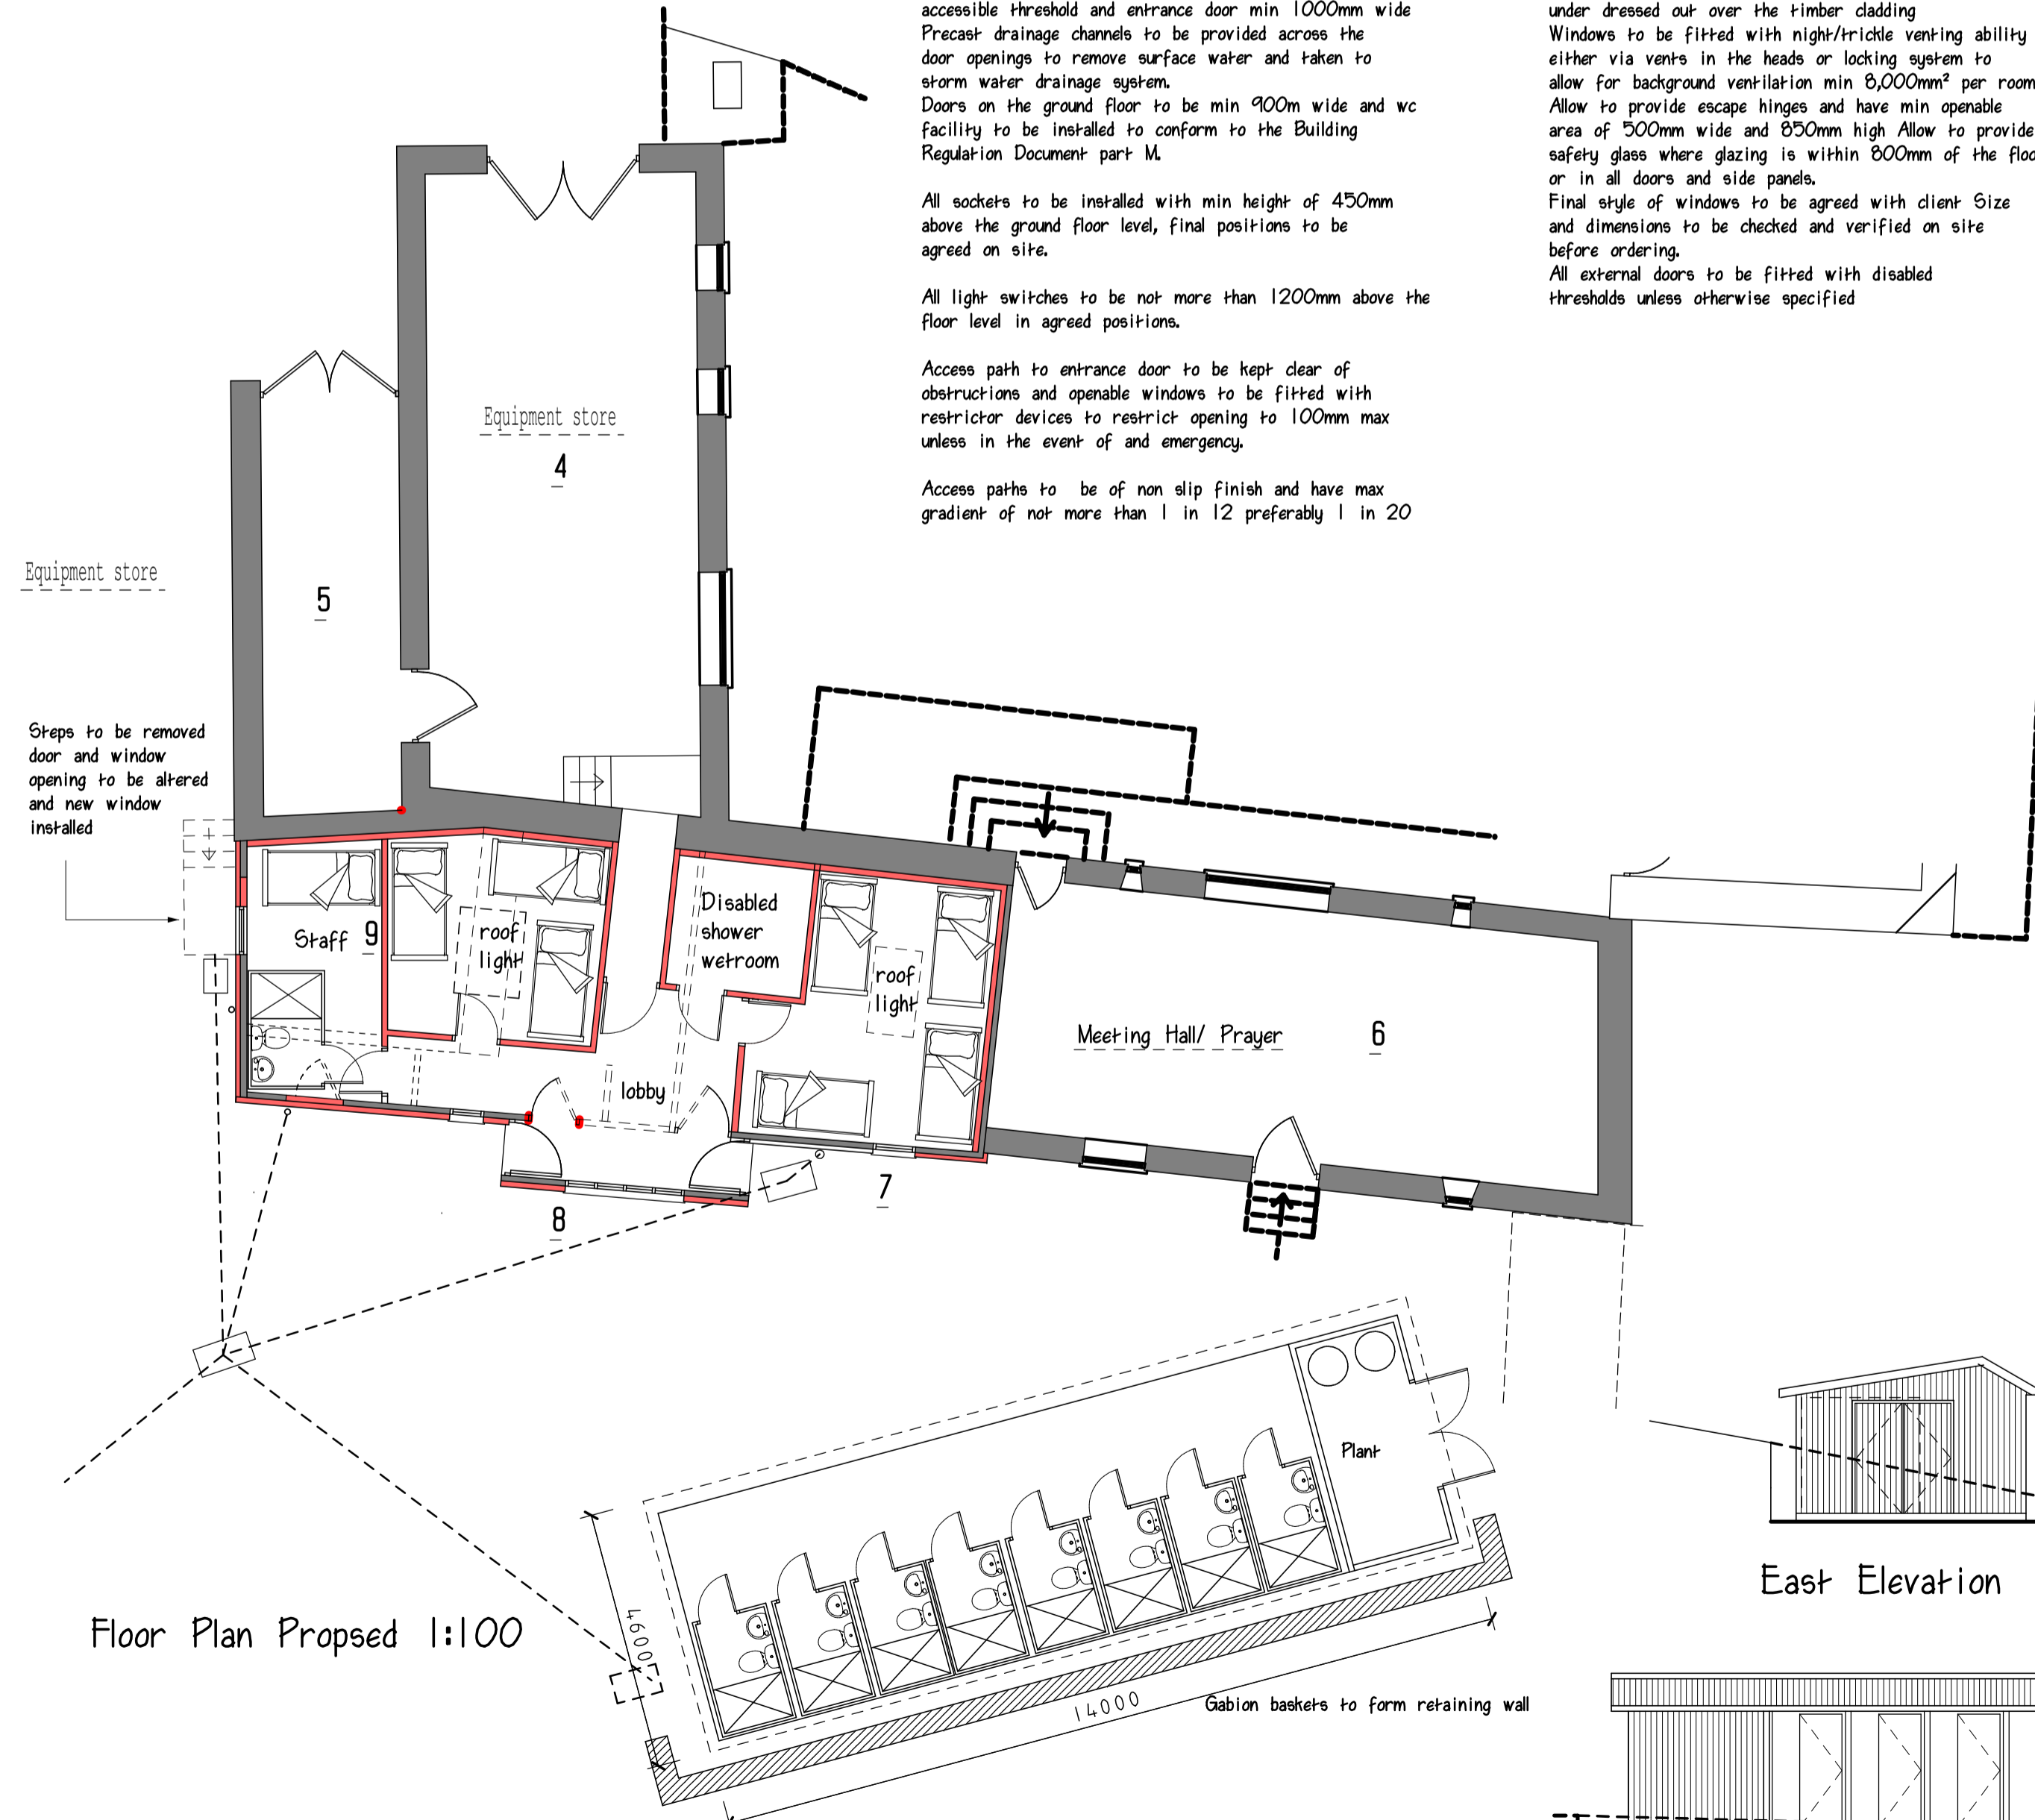 accessible threshold and entrance door min 1000mm wide
Precast drainage channels to be provided across the
door openings to remove surface water and taken to
storm water drainage system.
Doors on the ground floor to be min 900m wide and wc
facility to be installed to conform to the Building
Regulation Document part M.
All sockets to be installed with min height of 450mm
above the ground floor level, final positions to be
agreed on site.
All light switches to be not more than 1200mm above the
floor level in agreed positions.
Access path to entrance door to be kept clear of
obstructions and openable windows to be fitted with
restrictor devices to restrict opening to 100mm max
unless in the event of and emergency.
Access paths to be of non slip finish and have max
gradient of not more than 1 in 12 preferably 1 in 20
under dressed out over the timber cladding
Windows to be fitted with night/trickle venting ability
either via vents in the heads or locking system to
allow for background ventilation min 8,000mm² per room
Allow to provide escape hinges and have min openable
area of 500mm wide and 850mm high Allow to provide
safety glass where glazing is within 800mm of the floo
or in all doors and side panels.
Final style of windows to be agreed with client Size
and dimensions to be checked and verified on site
before ordering.
All external doors to be fitted with disabled
thresholds unless otherwise specified
Equipment store
4
Equipment store
5
Steps to be removed
door and window
opening to be altered
and new window
installed
Staff 9
roof
light
Disabled
shower
wetroom
roof
light
lobby
Meeting Hall/ Prayer
6
7
8
Plant
4600
14000
Gabion baskets to form retaining wall
Floor Plan Propsed 1:100
East Elevation